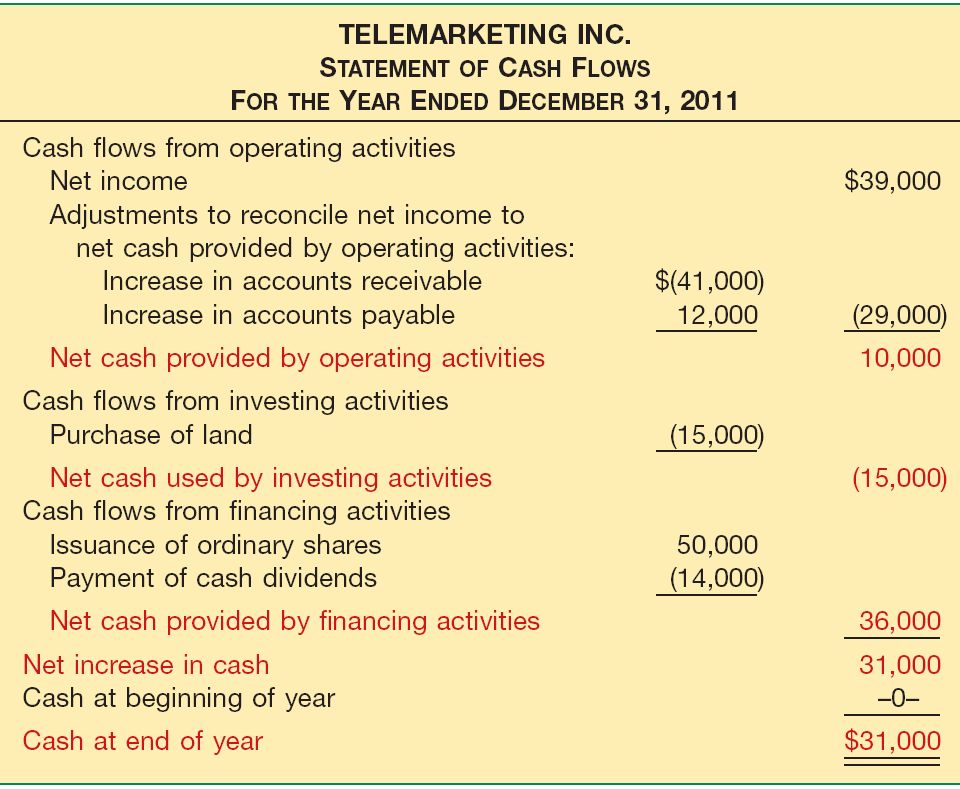 TELEMARKETING INC.
STATEMENT OF CASH FLOWS
FOR THE YEAR ENDED DECEMBER 31, 2011
Cash flows from operating activities
Net income $39,000
Adjustments to reconcile net income to
net cash provided by operating activities:
Increase in accounts receivable $(41,000)
Increase in accounts payable 12,000 (29,000)
Net cash provided by operating activities 10,000
Cash flows from investing activities
Purchase of land (15,000)
Net cash used by investing activities (15,000)
Cash flows from financing activities
Issuance of ordinary shares 50,000
Payment of cash dividends (14,000)
Net cash provided by financing activities 36,000
Net increase in cash 31,000
Cash at beginning of year –0–
Cash at end of year $31,000